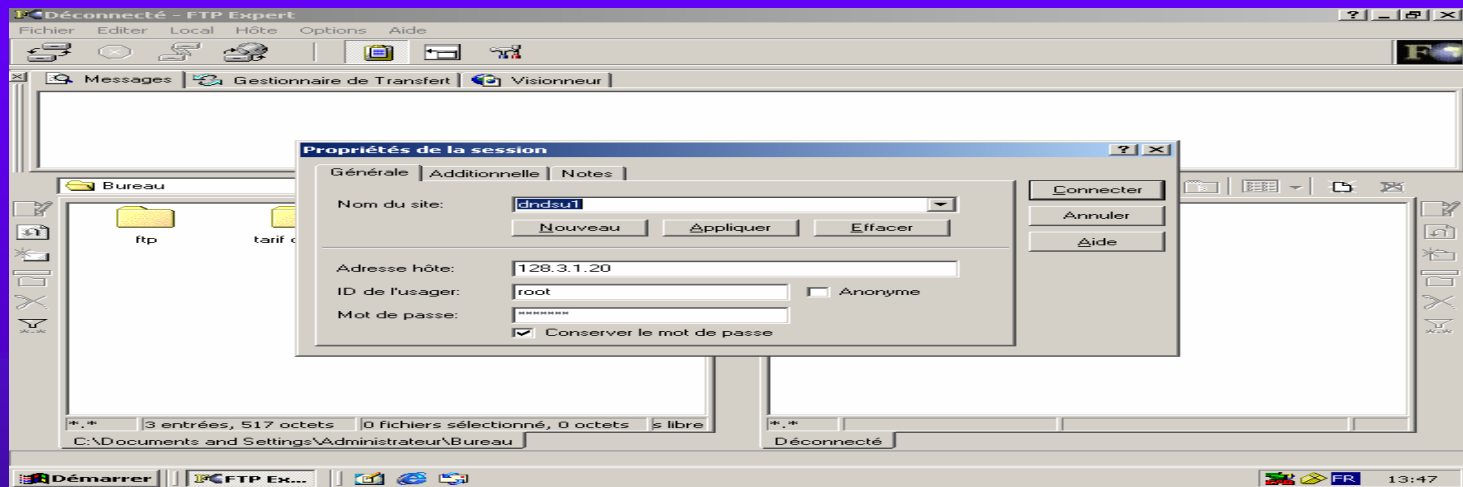 Déconnecté - FTP Expert
Fichier Editer Local Hôte Options Aide
Messages Gestionnaire de Transfert Visionneur
Propriétés de la session
Générale Additionnelle Notes
Connecter
Annuler
Aide
Nom du site: dndsu1
Nouveau Appliquer Effacer
Adresse hôte: 128.3.1.20
ID de l'usager: root Anonyme
Mot de passe: *******
Conserver le mot de passe
Bureau
ftp tarif
*.* 3 entrées, 517 octets 0 fichiers sélectionné, 0 octets s libre *.*
C:\Documents and Settings\Administrateur\Bureau Déconnecté
Démarrer FTP Ex... FR 13:47